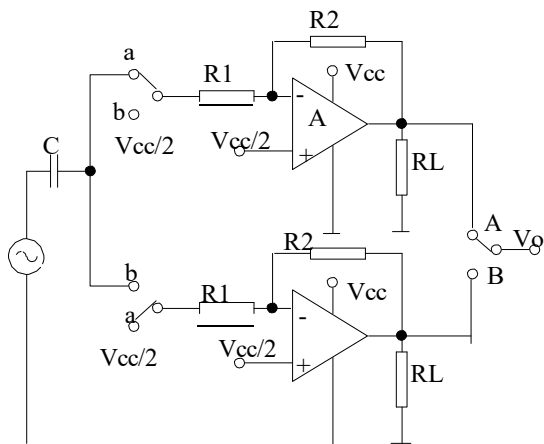 R2
a
R1
Vcc
-
A
b
Vcc/2
Vcc/2
+
C
RL
A
Vo
R2
B
b
R1
Vcc
a
-
Vcc/2
Vcc/2
+
RL